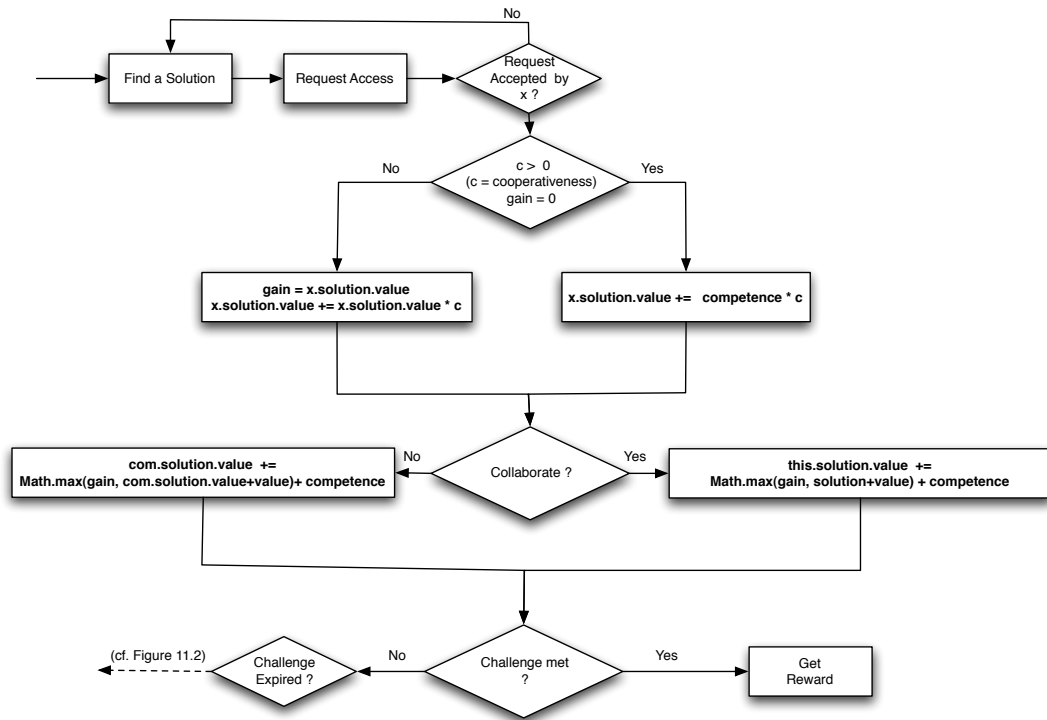 No
Find a Solution
Request Access
Request
Accepted by
x ?
No
c > 0
(c = cooperativeness)
gain = 0
Yes
gain = x.solution.value
x.solution.value += x.solution.value * c
x.solution.value += competence * c
com.solution.value +=
Math.max(gain, com.solution.value+value)+ competence
No
Collaborate ?
Yes
this.solution.value +=
Math.max(gain, solution+value) + competence
(cf. Figure 11.2)
Challenge
Expired ?
No
Challenge met
?
Yes
Get
Reward